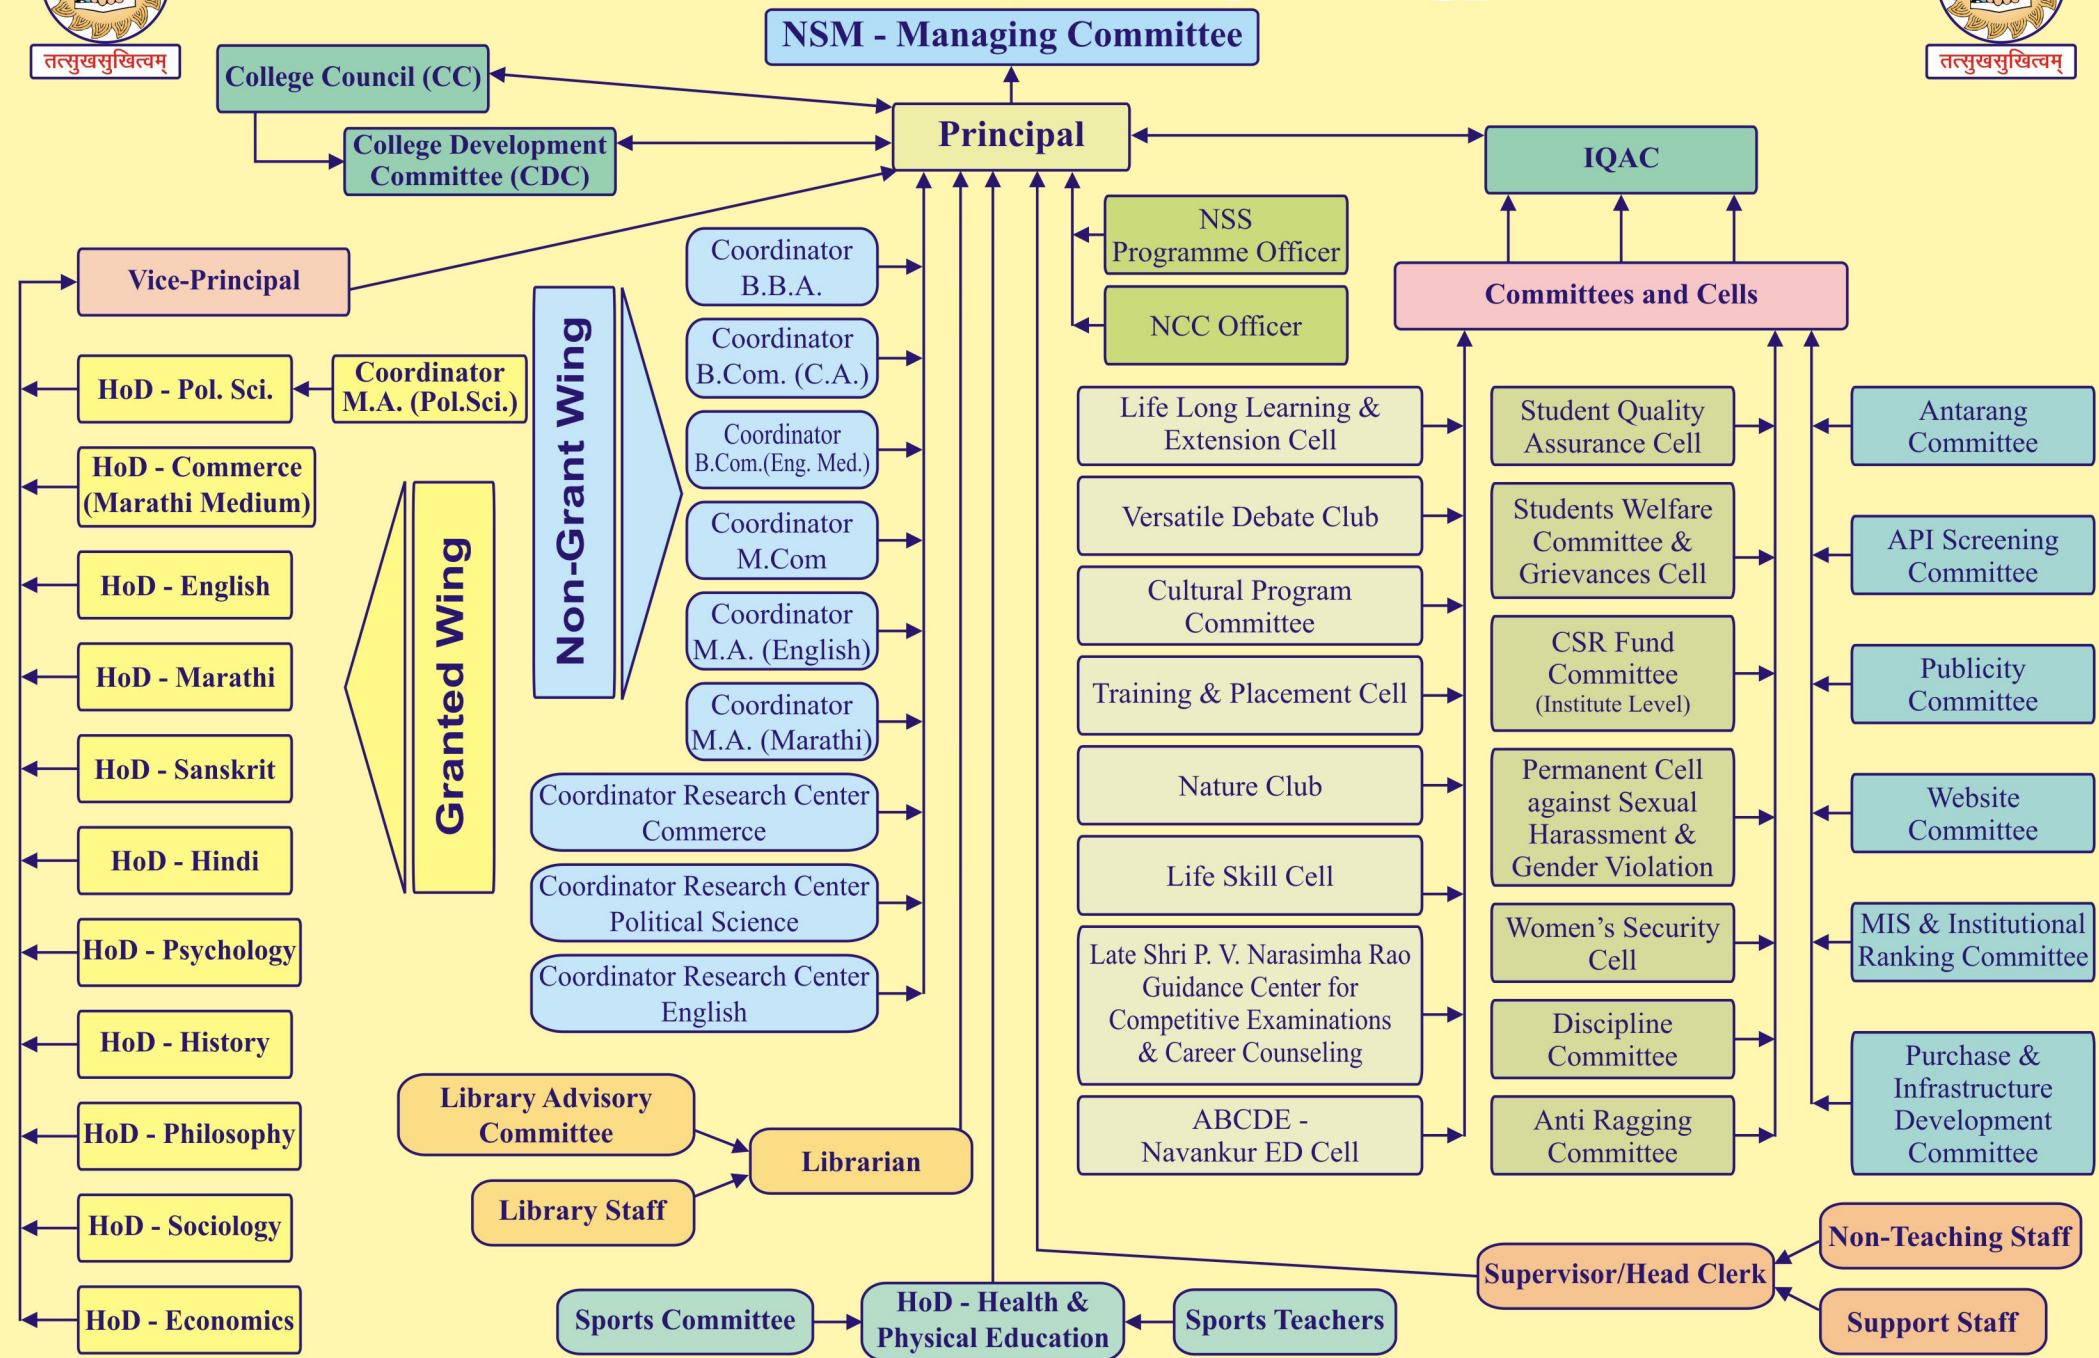 तत्सुखसुखित्वम्
NSM - Managing Committee
तत्सुखसुखित्वम्
College Council (CC)
College Development
Committee (CDC)
Principal
IQAC
Vice-Principal
HoD - Pol. Sci.
Coordinator
M.A. (Pol.Sci.)
HoD - Commerce
(Marathi Medium)
HoD - English
HoD - Marathi
HoD - Sanskrit
HoD - Hindi
HoD - Psychology
HoD - History
HoD - Philosophy
HoD - Sociology
HoD - Economics
Granted Wing
Non-Grant Wing
Coordinator
B.B.A.
Coordinator
B.Com. (C.A.)
Coordinator
B.Com.(Eng. Med.)
Coordinator
M.Com
Coordinator
M.A. (English)
Coordinator
M.A. (Marathi)
Coordinator Research Center
Commerce
Coordinator Research Center
Political Science
Coordinator Research Center
English
Library Advisory
Committee
Library Staff
Librarian
Sports Committee
HoD - Health &
Physical Education
Sports Teachers
NSS
Programme Officer
NCC Officer
Committees and Cells
Life Long Learning &
Extension Cell
Versatile Debate Club
Cultural Program
Committee
Training & Placement Cell
Nature Club
Life Skill Cell
Late Shri P. V. Narasimha Rao
Guidance Center for
Competitive Examinations
& Career Counseling
ABCDE -
Navankur ED Cell
Student Quality
Assurance Cell
Students Welfare
Committee &
Grievances Cell
CSR Fund
Committee
(Institute Level)
Permanent Cell
against Sexual
Harassment &
Gender Violation
Women's Security
Cell
Discipline
Committee
Anti Ragging
Committee
Antarang
Committee
API Screening
Committee
Publicity
Committee
Website
Committee
MIS & Institutional
Ranking Committee
Purchase &
Infrastructure
Development
Committee
Supervisor/Head Clerk
Non-Teaching Staff
Support Staff